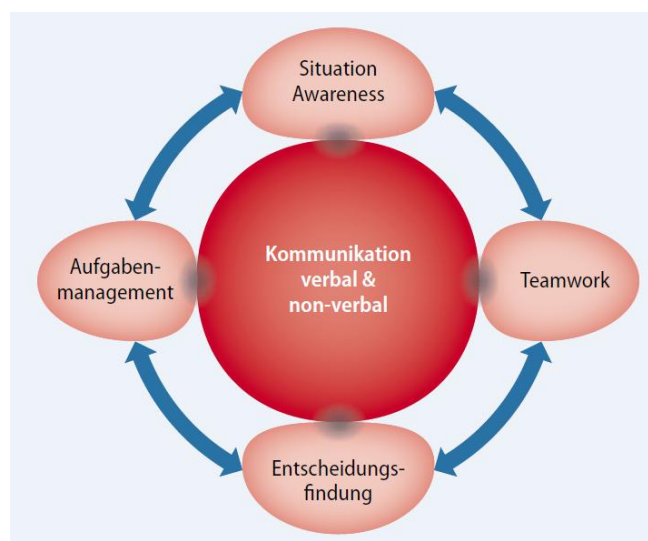 Situation
Awareness
Aufgaben-
management
Kommunikation
verbal &
non-verbal
Teamwork
Entscheidungs-
findung